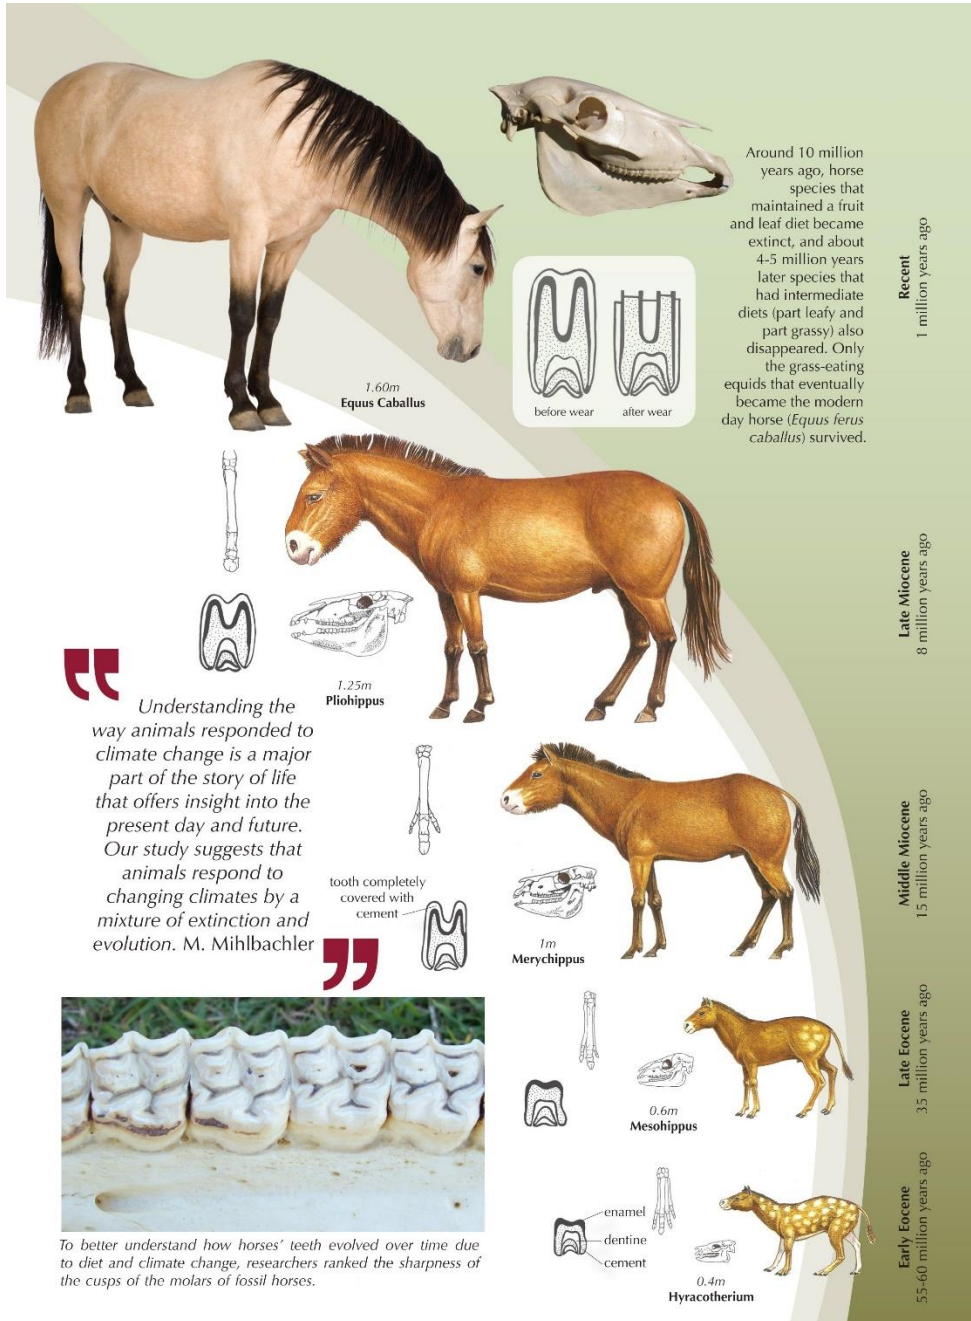 Around 10 million
years ago, horse
species that
maintained a fruit
and leaf diet became
extinct, and about
4-5 million years
later species that
had intermediate
diets (part leafy and
part grassy) also
disappeared. Only
the grass-eating
equids that eventually
became the modern
day horse (Equus ferus
caballus) survived.
Recent
1 million years ago
before wear
after wear
1.60m
Equus Caballus
Late Miocene
8 million years ago
1.25m
Pliohippus
“
Understanding the
way animals responded to
climate change is a major
part of the story of life
that offers insight into the
present day and future.
Our study suggests that
animals respond to
changing climates by a
mixture of extinction and
evolution. M. Mihlbachler
”
tooth completely
covered with
cement
1m
Merychippus
Middle Miocene
15 million years ago
0.6m
Mesohippus
Late Eocene
35 million years ago
enamel
dentine
cement
0.4m
Hyracotherium
Early Eocene
55-60 million years ago
To better understand how horses’ teeth evolved over time due
to diet and climate change, researchers ranked the sharpness of
the cusps of the molars of fossil horses.